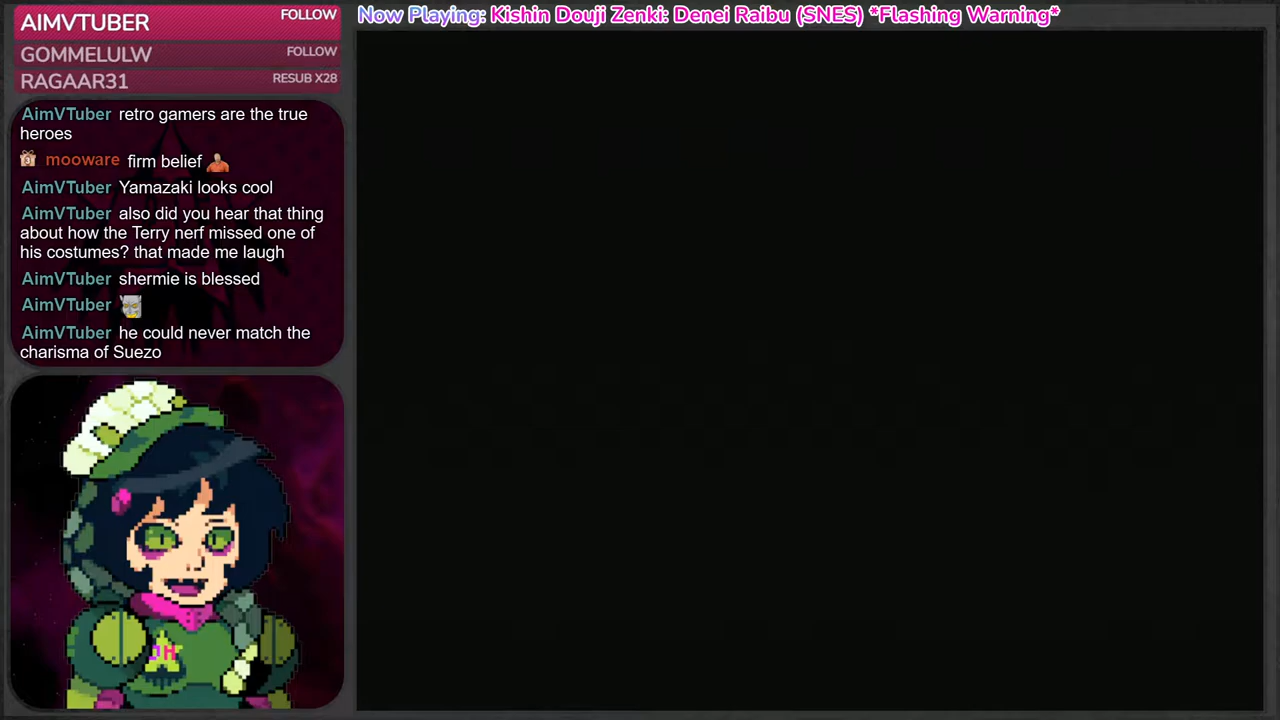 AIMVTUBER FOLLOW
GOMMELULW FOLLOW
RAGAAR31 RESUB X28
Now Playing: Kishin Douji Zenki: Denei Raibu (SNES) *Flashing Warning*
AimVTuber retro gamers are the true
heroes
mooware firm belief
AimVTuber Yamazaki looks cool
AimVTuber also did you hear that thing
about how the Terry nerf missed one of
his costumes? that made me laugh
AimVTuber shermie is blessed
AimVTuber
AimVTuber he could never match the
charisma of Suezo
JH